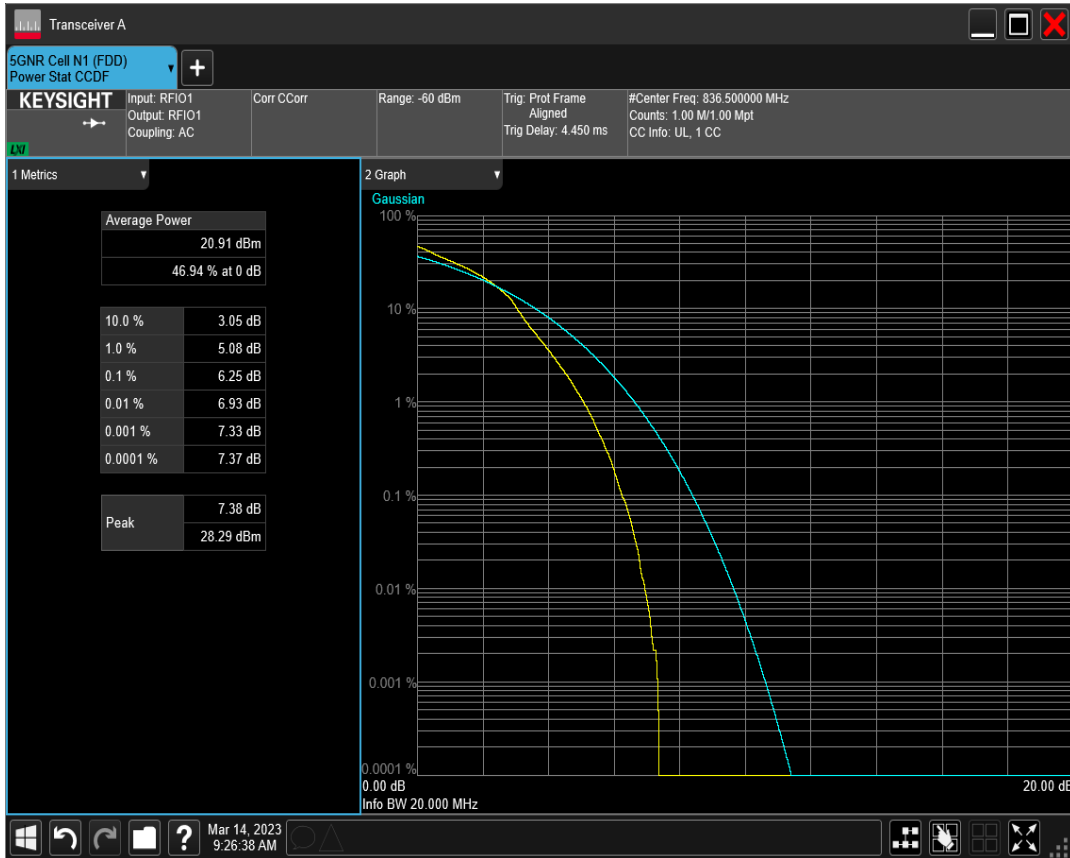 Transceiver A
5GNR Cell N1 (FDD)
Power Stat CCDF
+
KEYSIGHT
LXI
Input: RFIO1
Output: RFIO1
Coupling: AC
Corr CCorr
Range: -60 dBm
Trig: Prot Frame
Aligned
Trig Delay: 4.450 ms
#Center Freq: 836.500000 MHz
Counts: 1.00 M/1.00 Mpt
CC Info: UL, 1 CC
1 Metrics
Average Power
20.91 dBm
46.94 % at 0 dB
10.0 % 3.05 dB
1.0 % 5.08 dB
0.1 % 6.25 dB
0.01 % 6.93 dB
0.001 % 7.33 dB
0.0001 % 7.37 dB
Peak
7.38 dB
28.29 dBm
2 Graph
Gaussian
100 %
10 %
1 %
0.1 %
0.01 %
0.001 %
0.0001 %
0.00 dB
20.00 dB
Info BW 20.000 MHz
?
Mar 14, 2023
9:26:38 AM